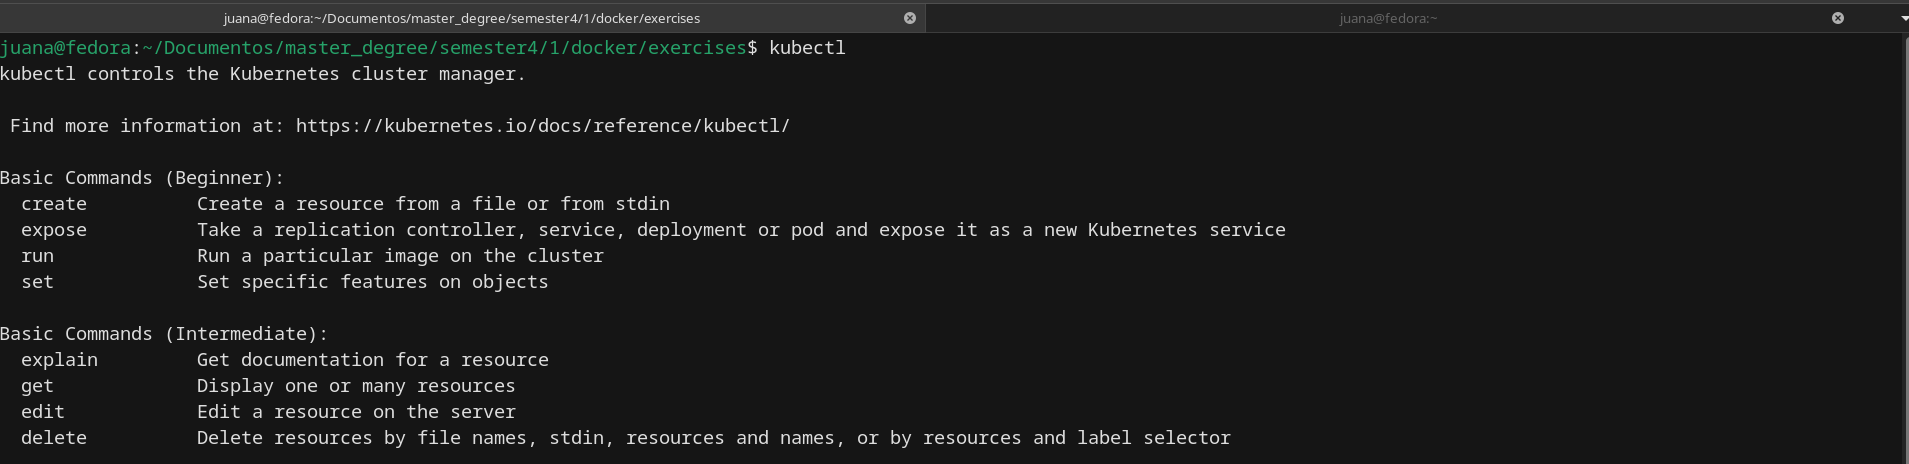 juana@fedora:~/Documentos/master_degree/semester4/1/docker/exercises
juana@fedora:~
juana@fedora:~/Documentos/master_degree/semester4/1/docker/exercises$ kubectl
kubectl controls the Kubernetes cluster manager.
Find more information at: https://kubernetes.io/docs/reference/kubectl/
Basic Commands (Beginner):
create Create a resource from a file or from stdin
expose Take a replication controller, service, deployment or pod and expose it as a new Kubernetes service
run Run a particular image on the cluster
set Set specific features on objects
Basic Commands (Intermediate):
explain Get documentation for a resource
get Display one or many resources
edit Edit a resource on the server
delete Delete resources by file names, stdin, resources and names, or by resources and label selector